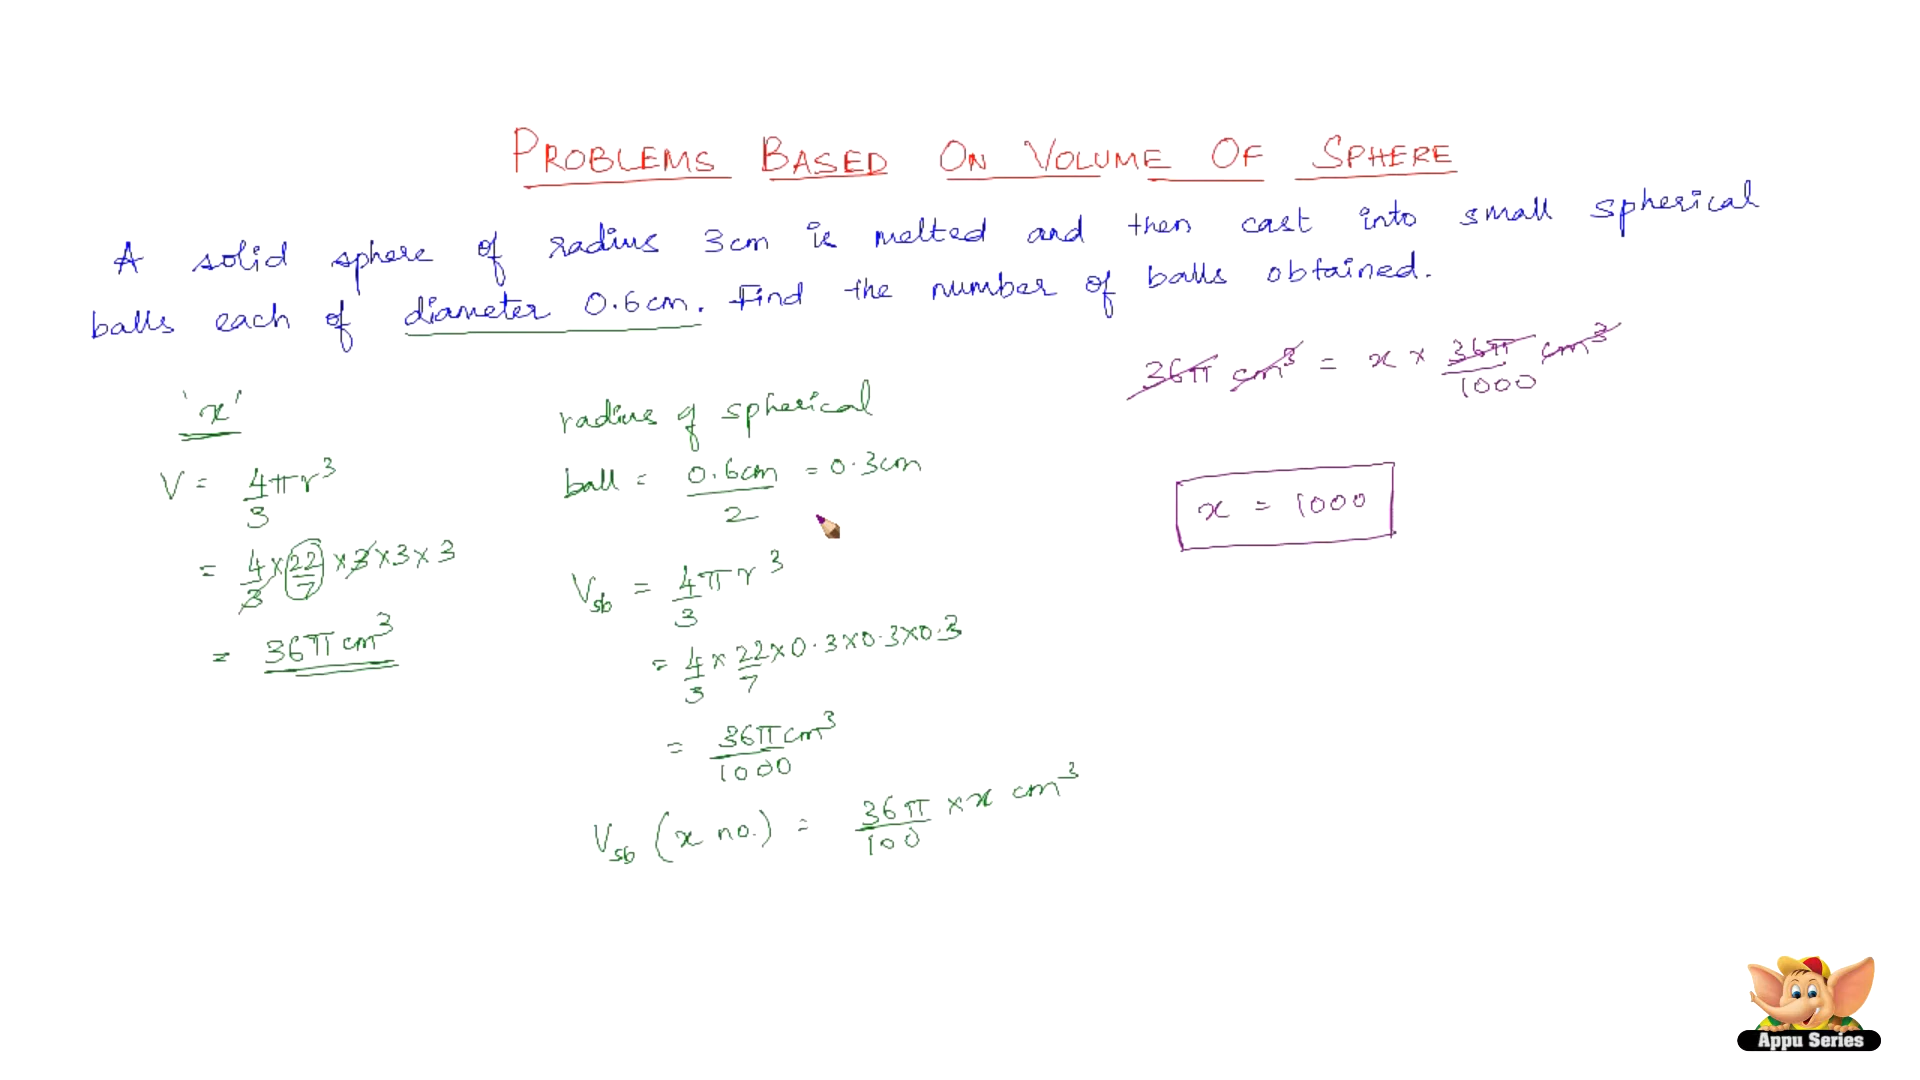 PROBLEMS BASED ON VOLUME OF SPHERE
A solid sphere of radius 3cm is melted and then cast into small spherical
balls each of diameter 0.6cm. Find the number of balls obtained.
36π cm³ = x × 36π/1000 cm³
'x'
V = 4/3 πr³
= 4/3 × 22/7 × 3 × 3 × 3
= 36π cm³
radius of spherical
ball = 0.6cm/2 = 0.3cm
V_sb = 4/3 πr³
= 4/3 × 22/7 × 0.3 × 0.3 × 0.3
= 36π/1000 cm³
V_sb (x no.) = 36π/100 × x cm³
x = 1000
Appu Series